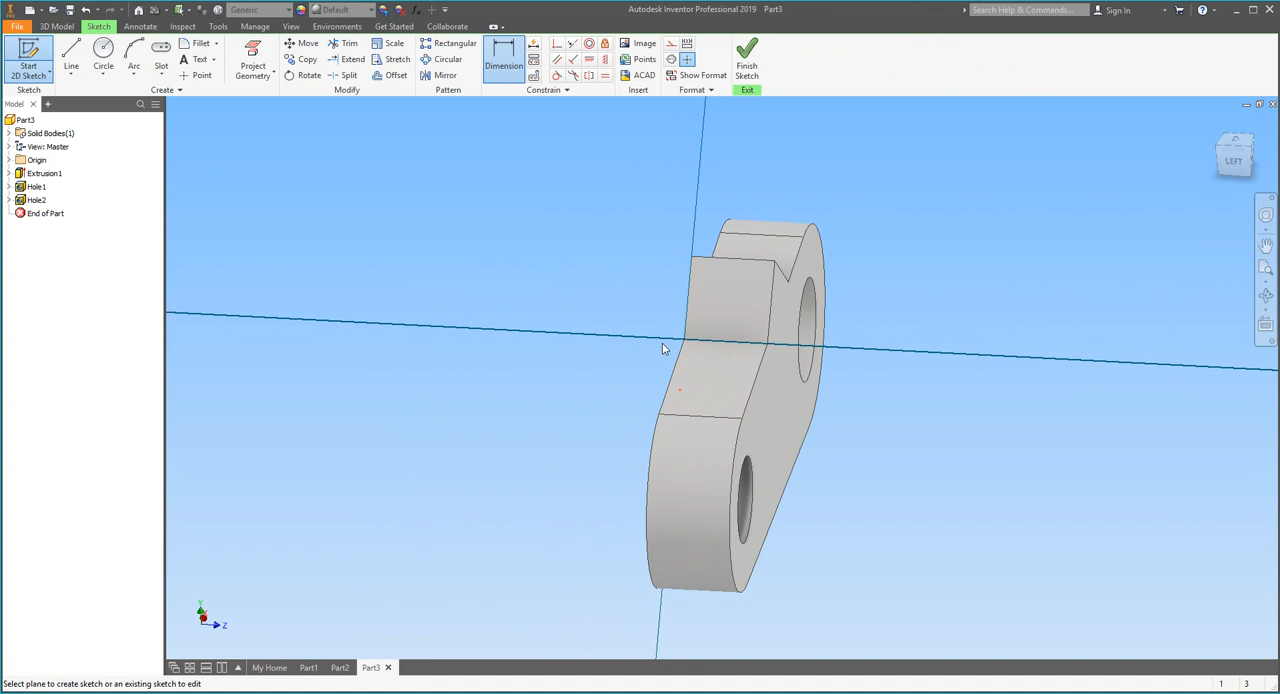 Generic
Default
Autodesk Inventor Professional 2019 Part3
Search Help & Commands...
Sign In
File 3D Model Sketch Annotate Inspect Tools Manage View Environments Get Started Collaborate
Start
2D Sketch
Line
Circle
Arc
Slot
Fillet
Text
Point
Project
Geometry
Move
Copy
Rotate
Trim
Extend
Split
Scale
Stretch
Offset
Rectangular
Circular
Mirror
Dimension
Image
Points
ACAD
Show Format
Finish
Sketch
Sketch Create Modify Pattern Constrain Insert Format Exit
Model
Part3
Solid Bodies(1)
View: Master
Origin
Extrusion1
Hole1
Hole2
End of Part
LEFT
Y
Z
My Home Part1 Part2 Part3
Select plane to create sketch or an existing sketch to edit
1 3